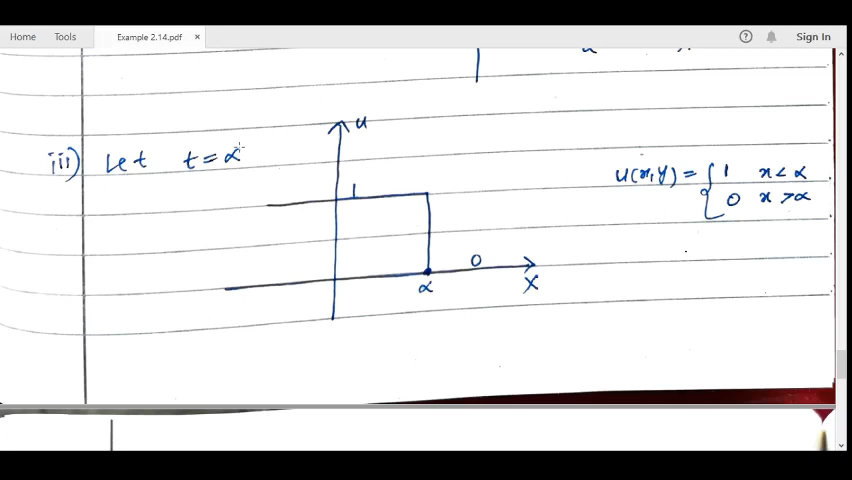 Home Tools Example 2.14.pdf × ? Sign In
iii) Let t = α
u
1
u(x,y) = { 1 x < α
0 x > α
0
α
X